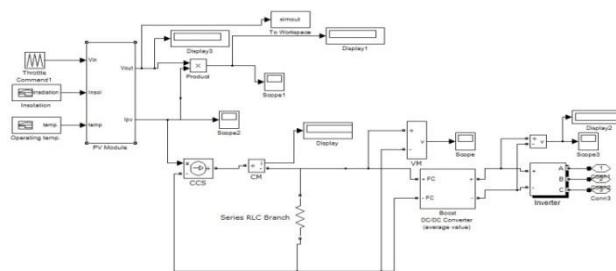 simout
To Workspace
Display3
Display1
Throttle
Command1
Vin
Vout
Product
Scope1
Insolation
Insol
Operating temp.
temp
temp
Ipv
PV Module
Scope2
Display
VM
v
Scope
v
Display2
Scope3
CCS
CM
Series RLC Branch
+ FC
- FC
Boost
DC/DC Converter
(average value)
A
B
C
Inverter
1
Conn3